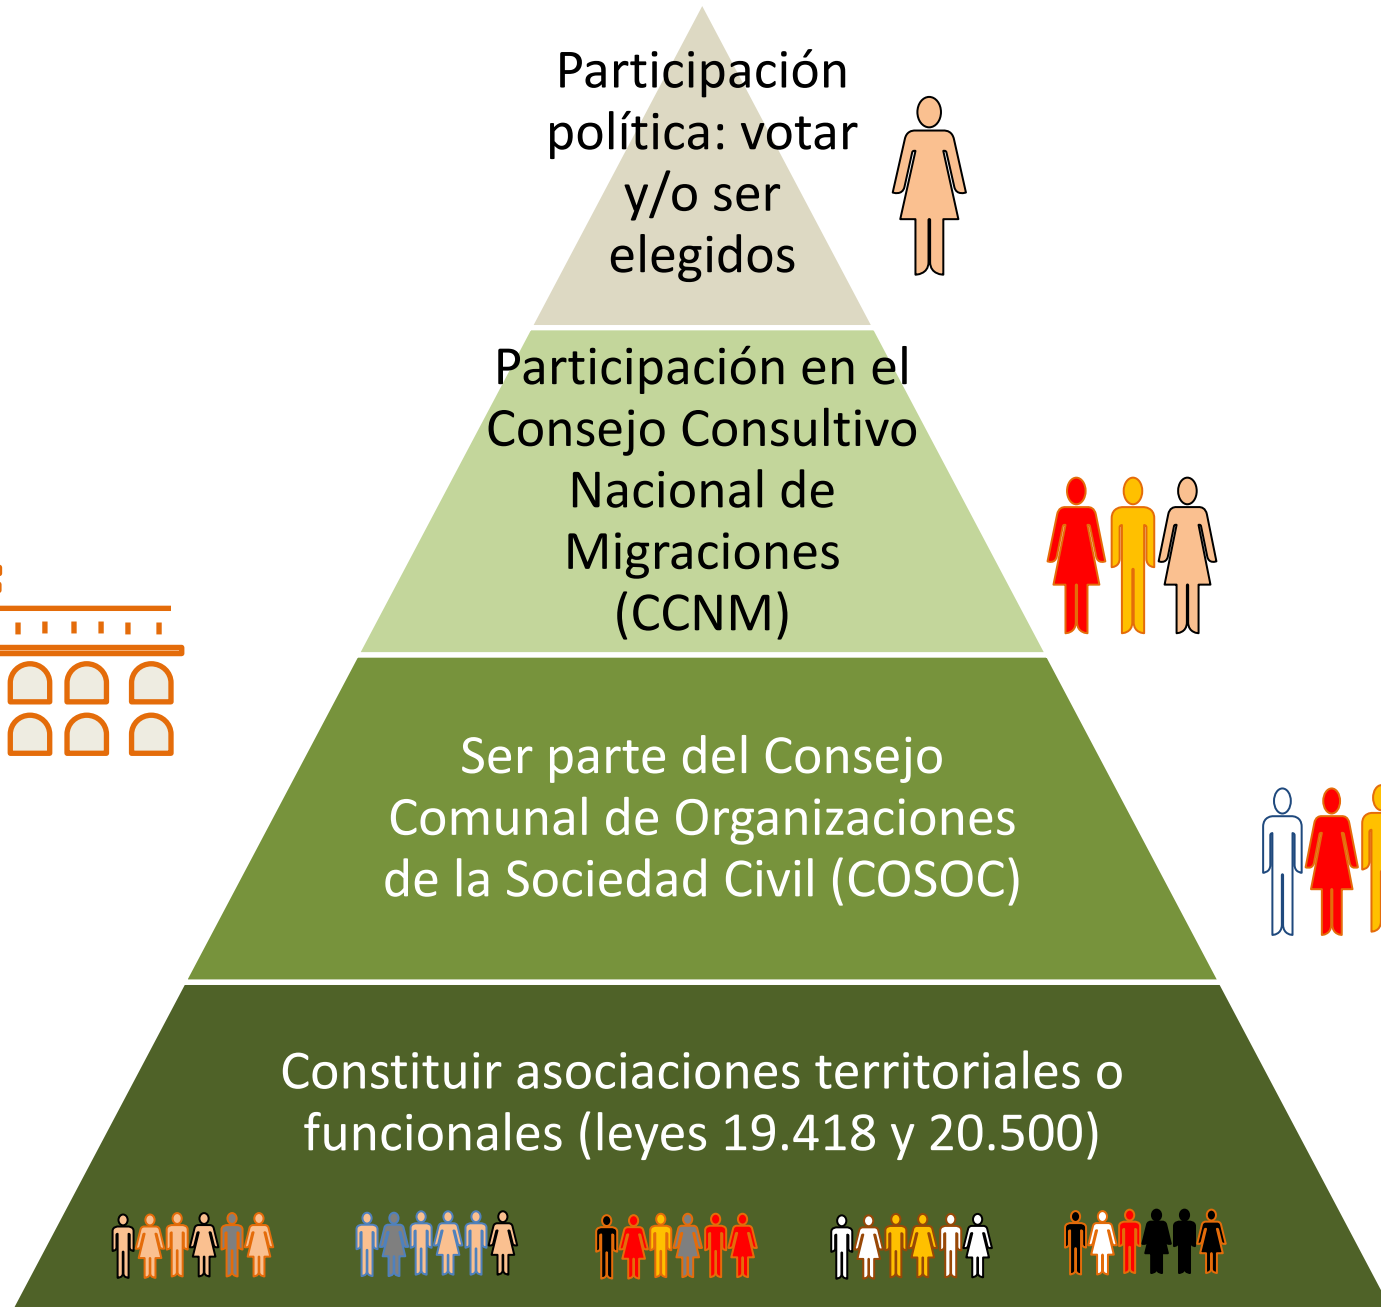 Participación
política: votar
y/o ser
elegidos
Participación en el
Consejo Consultivo
Nacional de
Migraciones
(CCNM)
Ser parte del Consejo
Comunal de Organizaciones
de la Sociedad Civil (COSOC)
Constituir asociaciones territoriales o
funcionales (leyes 19.418 y 20.500)